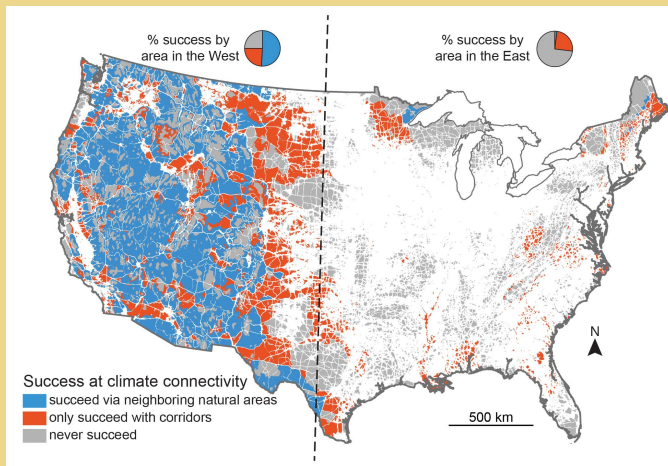 % success by
area in the West
% success by
area in the East
N
Success at climate connectivity
succeed via neighboring natural areas
only succeed with corridors
never succeed
500 km